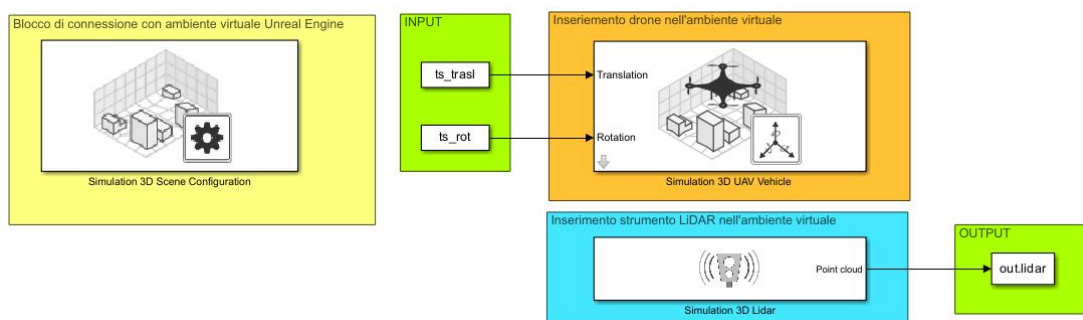 Blocco di connessione con ambiente virtuale Unreal Engine
Simulation 3D Scene Configuration
INPUT
ts_trasl
ts_rot
Inseriemento drone nell'ambiente virtuale
Translation
Rotation
Simulation 3D UAV Vehicle
Inserimento strumento LiDAR nell'ambiente virtuale
Point cloud
Simulation 3D Lidar
OUTPUT
out.lidar